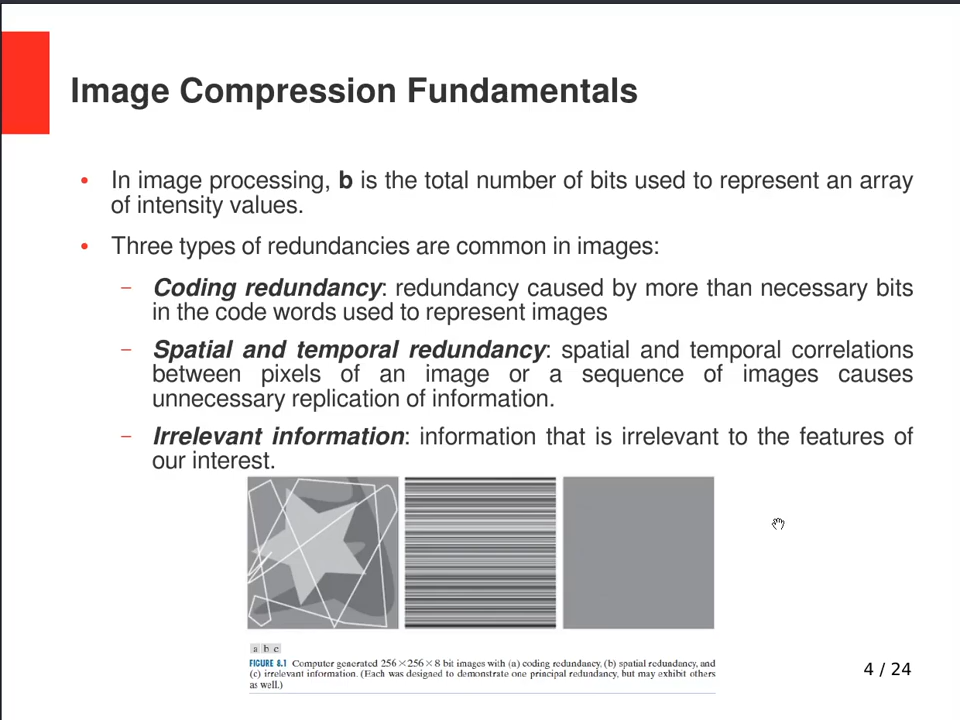 Image Compression Fundamentals
• In image processing, b is the total number of bits used to represent an array
of intensity values.
• Three types of redundancies are common in images:
– Coding redundancy: redundancy caused by more than necessary bits
in the code words used to represent images
– Spatial and temporal redundancy: spatial and temporal correlations
between pixels of an image or a sequence of images causes
unnecessary replication of information.
– Irrelevant information: information that is irrelevant to the features of
our interest.
a b c
FIGURE 8.1 Computer generated 256 × 256 × 8 bit images with (a) coding redundancy, (b) spatial redundancy, and
(c) irrelevant information. (Each was designed to demonstrate one principal redundancy, but may exhibit others
as well.)
4 / 24